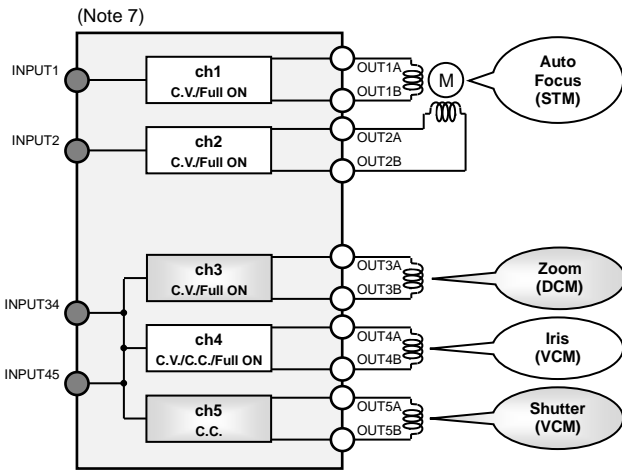 (Note 7)
INPUT1
ch1
C.V./Full ON
OUT1A
OUT1B
M
Auto
Focus
(STM)
INPUT2
ch2
C.V./Full ON
OUT2A
OUT2B
INPUT34
ch3
C.V./Full ON
OUT3A
OUT3B
Zoom
(DCM)
ch4
C.V./C.C./Full ON
OUT4A
OUT4B
Iris
(VCM)
INPUT45
ch5
C.C.
OUT5A
OUT5B
Shutter
(VCM)